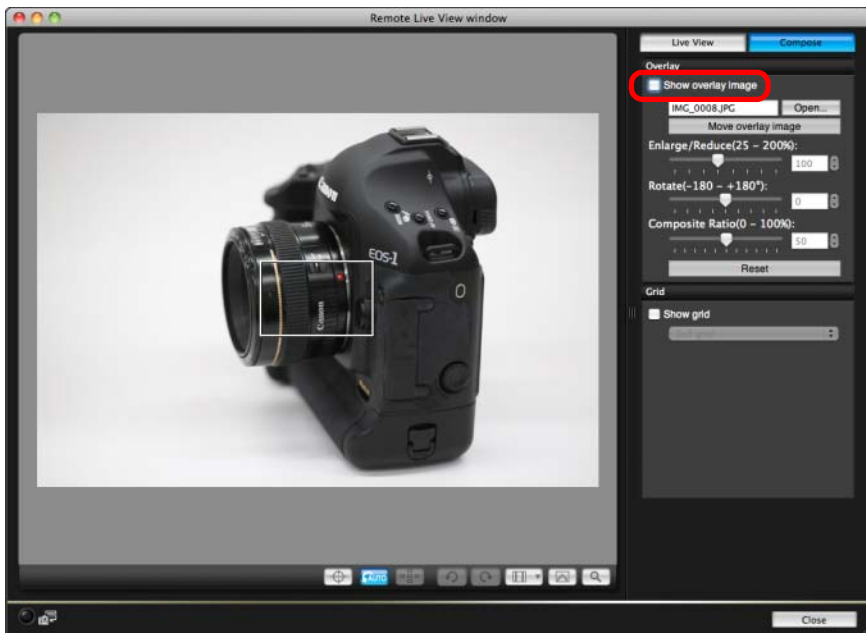 Remote Live View window
Live View
Compose
Overlay
Show overlay image
IMG_0008.JPG
Open...
Move overlay image
Enlarge/Reduce(25 - 200%):
100
Rotate(-180 - +180°):
0
Composite Ratio(0 - 100%):
50
Reset
Grid
Show grid
Canon
EOS-1
Canon
AUTO
Close